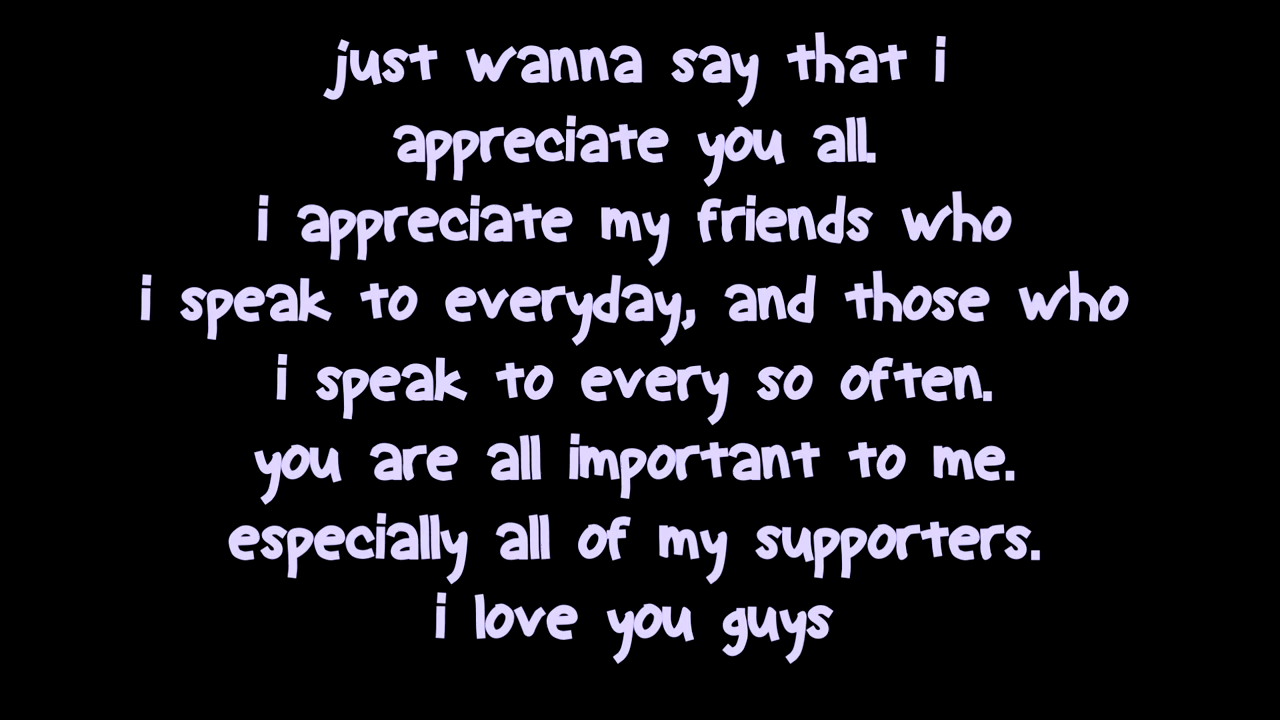 just wanna say that i
appreciate you all.
i appreciate my friends who
i speak to everyday, and those who
i speak to every so often.
you are all important to me.
especially all of my supporters.
i love you guys